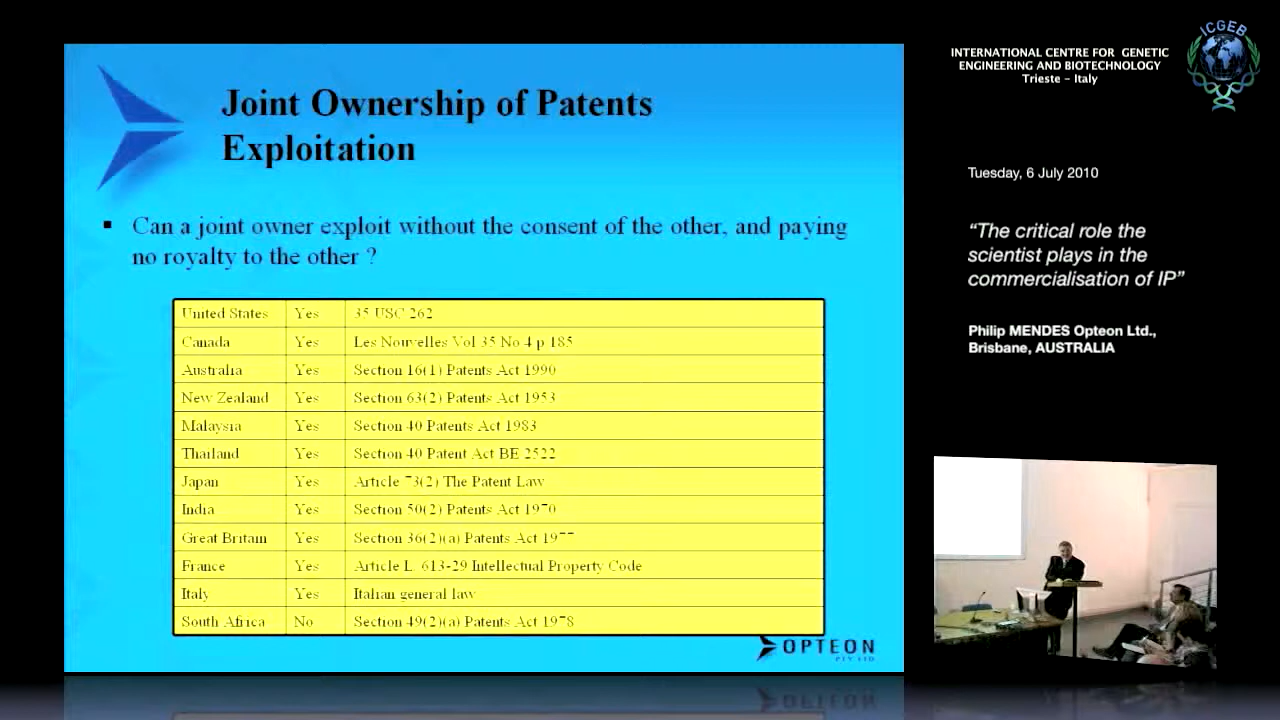 Joint Ownership of Patents
Exploitation
▪ Can a joint owner exploit without the consent of the other, and paying
no royalty to the other ?
United States Yes 35 USC 262
Canada Yes Les Nouvelles Vol 35 No 4 p 185
Australia Yes Section 16(1) Patents Act 1990
New Zealand Yes Section 63(2) Patents Act 1953
Malaysia Yes Section 40 Patents Act 1983
Thailand Yes Section 40 Patent Act BE 2522
Japan Yes Article 73(2) The Patent Law
India Yes Section 50(2) Patents Act 1970
Great Britain Yes Section 36(2)(a) Patents Act 1977
France Yes Article L. 613-29 Intellectual Property Code
Italy Yes Italian general law
South Africa No Section 49(2)(a) Patents Act 1978
OPTEON
PTY LTD
INTERNATIONAL CENTRE FOR GENETIC
ENGINEERING AND BIOTECHNOLOGY
Trieste - Italy
ICGEB
Tuesday, 6 July 2010
“The critical role the
scientist plays in the
commercialisation of IP”
Philip MENDES Opteon Ltd.,
Brisbane, AUSTRALIA